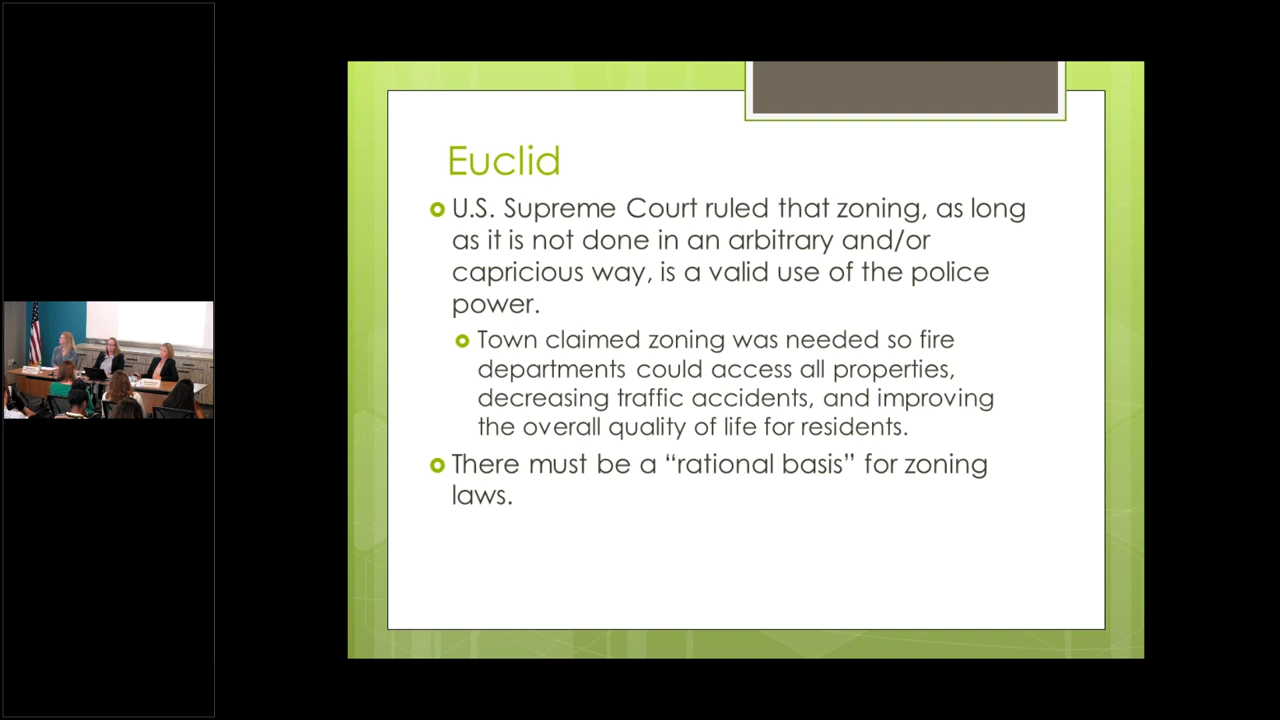 Euclid
U.S. Supreme Court ruled that zoning, as long
as it is not done in an arbitrary and/or
capricious way, is a valid use of the police
power.
Town claimed zoning was needed so fire
departments could access all properties,
decreasing traffic accidents, and improving
the overall quality of life for residents.
There must be a “rational basis” for zoning
laws.